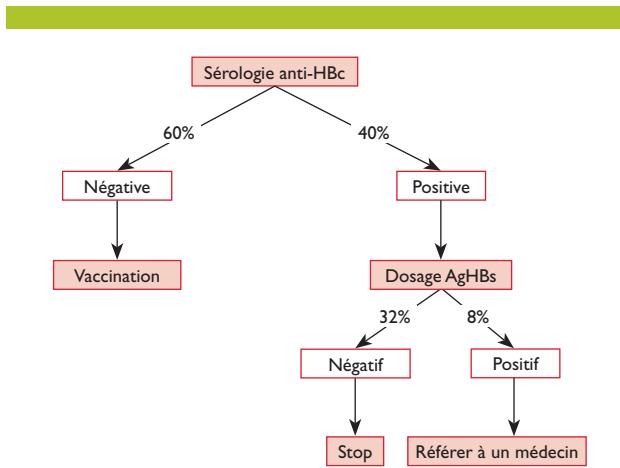 Sérologie anti-HBc
60%
40%
Négative
Positive
Vaccination
Dosage AgHBs
32%
8%
Négatif
Positif
Stop
Référer à un médecin